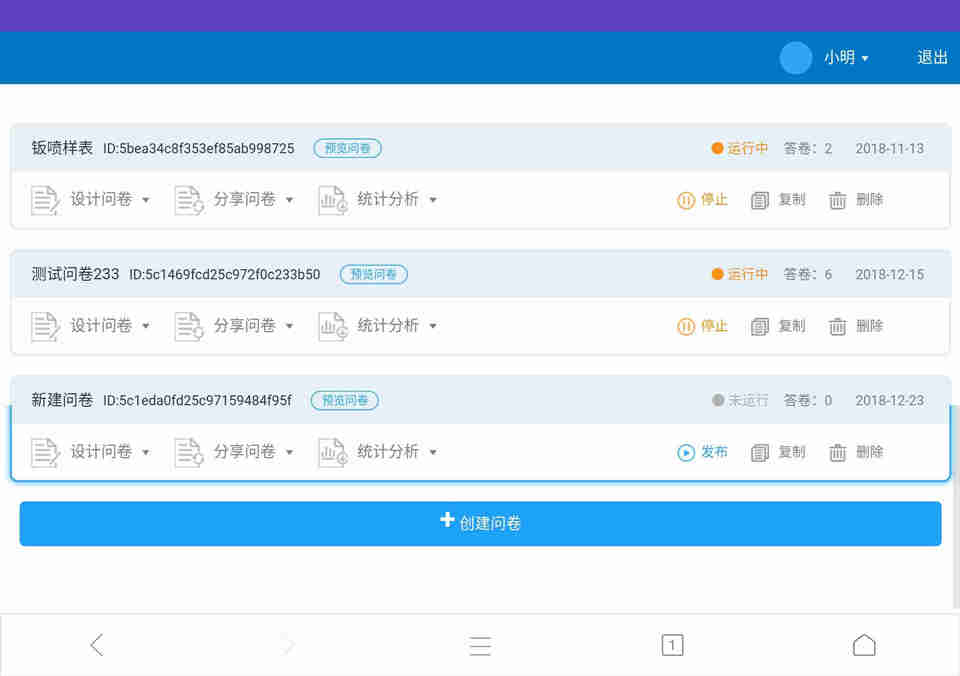 小明 退出
钣喷样表 ID:5bea34c8f353ef85ab998725 预览问卷 运行中 答卷：2 2018-11-13
设计问卷 分享问卷 统计分析 停止 复制 删除
测试问卷233 ID:5c1469fcd25c972f0c233b50 预览问卷 运行中 答卷：6 2018-12-15
设计问卷 分享问卷 统计分析 停止 复制 删除
新建问卷 ID:5c1eda0fd25c97159484f95f 预览问卷 未运行 答卷：0 2018-12-23
设计问卷 分享问卷 统计分析 发布 复制 删除
创建问卷
1